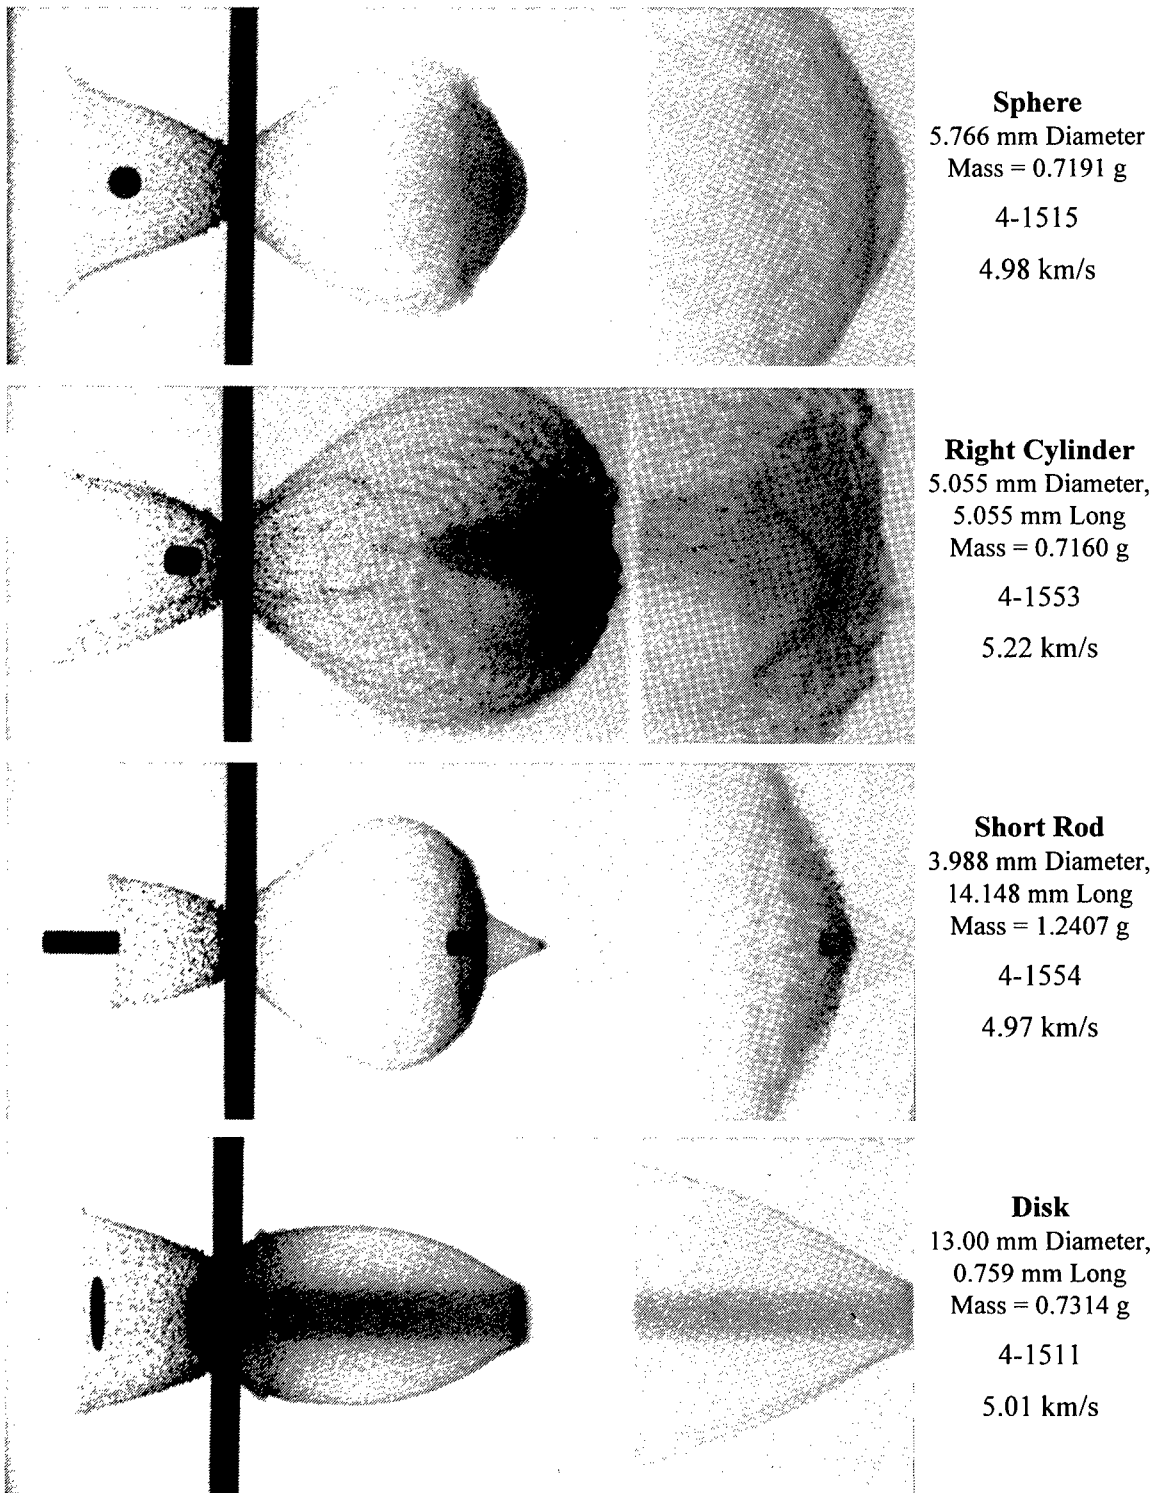 Sphere
5.766 mm Diameter
Mass = 0.7191 g
4-1515
4.98 km/s
Right Cylinder
5.055 mm Diameter,
5.055 mm Long
Mass = 0.7160 g
4-1553
5.22 km/s
Short Rod
3.988 mm Diameter,
14.148 mm Long
Mass = 1.2407 g
4-1554
4.97 km/s
Disk
13.00 mm Diameter,
0.759 mm Long
Mass = 0.7314 g
4-1511
5.01 km/s